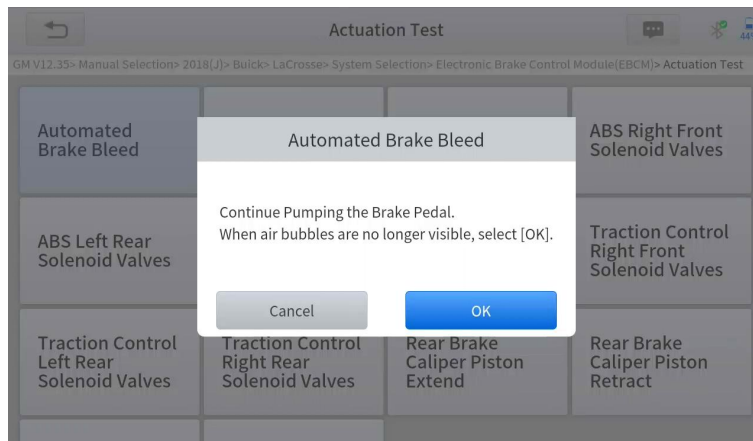 Actuation Test
44
GM V12.35> Manual Selection> 2018(J)> Buick> LaCrosse> System Selection> Electronic Brake Control Module(EBCM)> Actuation Test
Automated
Brake Bleed
ABS Right Front
Solenoid Valves
Automated Brake Bleed
Continue Pumping the Brake Pedal.
When air bubbles are no longer visible, select [OK].
Cancel
OK
ABS Left Rear
Solenoid Valves
Traction Control
Right Front
Solenoid Valves
Traction Control
Left Rear
Solenoid Valves
Traction Control
Right Rear
Solenoid Valves
Rear Brake
Caliper Piston
Extend
Rear Brake
Caliper Piston
Retract